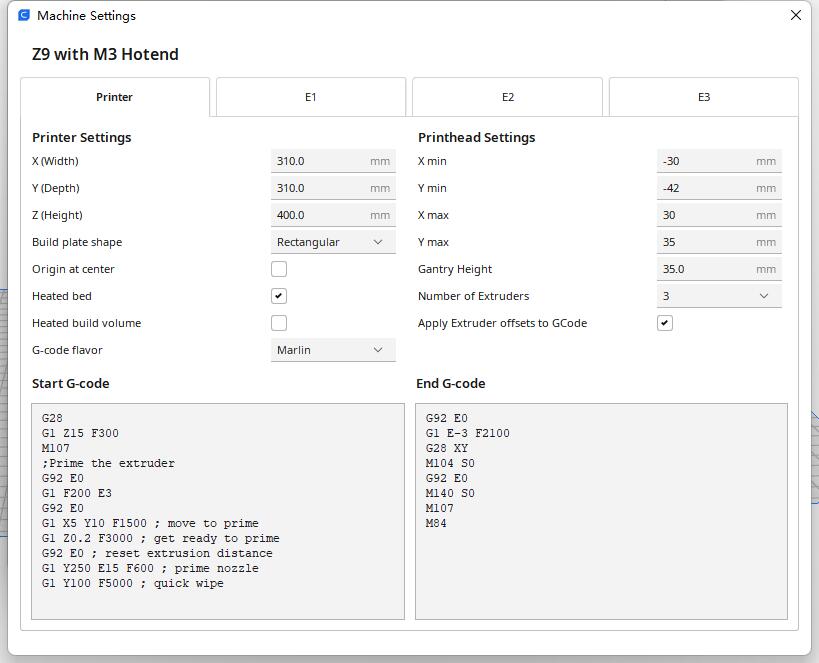 Machine Settings
Z9 with M3 Hotend
Printer
E1
E2
E3
Printer Settings
X (Width) 310.0 mm
Y (Depth) 310.0 mm
Z (Height) 400.0 mm
Build plate shape Rectangular
Origin at center
Heated bed
Heated build volume
G-code flavor Marlin
Printhead Settings
X min -30 mm
Y min -42 mm
X max 30 mm
Y max 35 mm
Gantry Height 35.0 mm
Number of Extruders 3
Apply Extruder offsets to GCode
Start G-code
G28
G1 Z15 F300
M107
;Prime the extruder
G92 E0
G1 F200 E3
G92 E0
G1 X5 Y10 F1500 ; move to prime
G1 Z0.2 F3000 ; get ready to prime
G92 E0 ; reset extrusion distance
G1 Y250 E15 F600 ; prime nozzle
G1 Y100 F5000 ; quick wipe
End G-code
G92 E0
G1 E-3 F2100
G28 XY
M104 S0
G92 E0
M140 S0
M107
M84